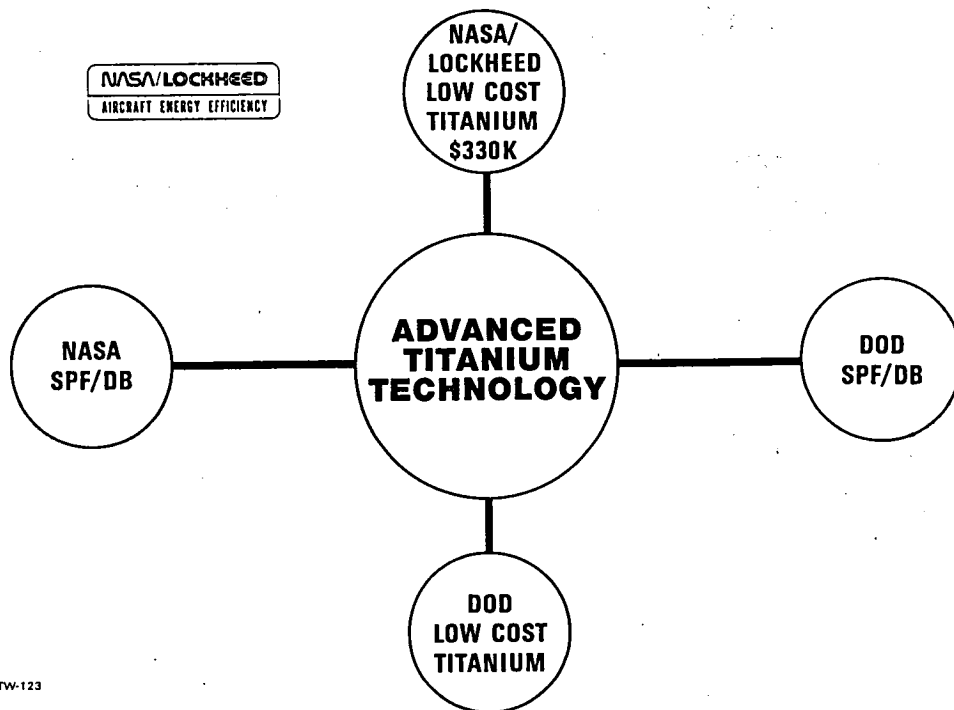 NASA/LOCKHEED
AIRCRAFT ENERGY EFFICIENCY
NASA/
LOCKHEED
LOW COST
TITANIUM
$330K
NASA
SPF/DB
ADVANCED
TITANIUM
TECHNOLOGY
DOD
SPF/DB
DOD
LOW COST
TITANIUM
TW-123